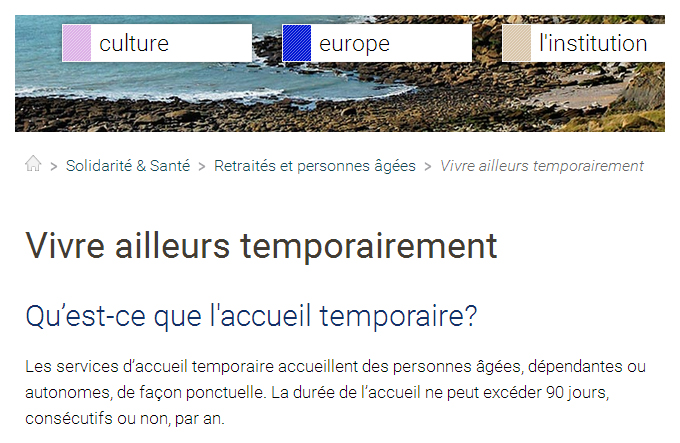 culture
europe
l'institution
> Solidarité & Santé > Retraités et personnes âgées > Vivre ailleurs temporairement
Vivre ailleurs temporairement
Qu’est-ce que l'accueil temporaire?
Les services d’accueil temporaire accueillent des personnes âgées, dépendantes ou
autonomes, de façon ponctuelle. La durée de l’accueil ne peut excéder 90 jours,
consécutifs ou non, par an.